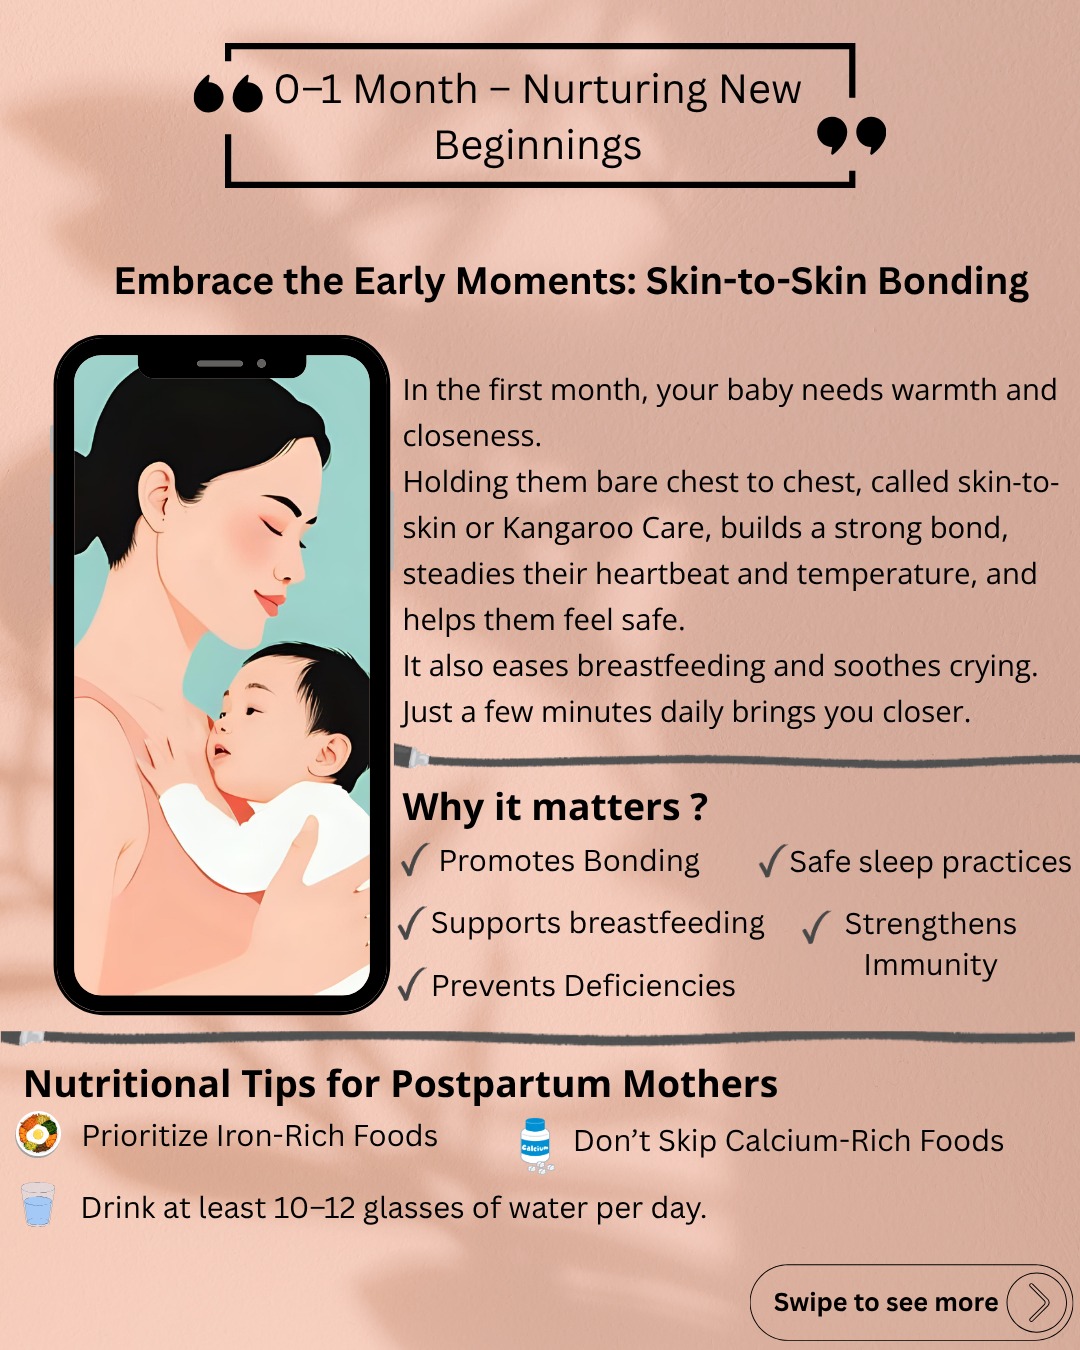 0–1 Month – Nurturing New
Beginnings
Embrace the Early Moments: Skin-to-Skin Bonding
In the first month, your baby needs warmth and
closeness.
Holding them bare chest to chest, called skin-to-
skin or Kangaroo Care, builds a strong bond,
steadies their heartbeat and temperature, and
helps them feel safe.
It also eases breastfeeding and soothes crying.
Just a few minutes daily brings you closer.
Why it matters ?
Promotes Bonding
Safe sleep practices
Supports breastfeeding
Strengthens
Immunity
Prevents Deficiencies
Nutritional Tips for Postpartum Mothers
Prioritize Iron-Rich Foods
Calcium
Don’t Skip Calcium-Rich Foods
Drink at least 10–12 glasses of water per day.
Swipe to see more